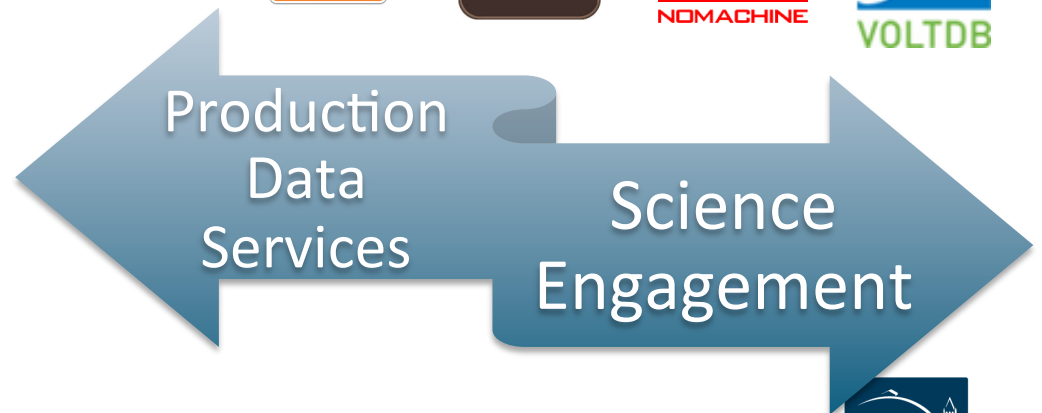 NOMACHINE
VOLTDB
Production
Data
Services
Science
Engagement